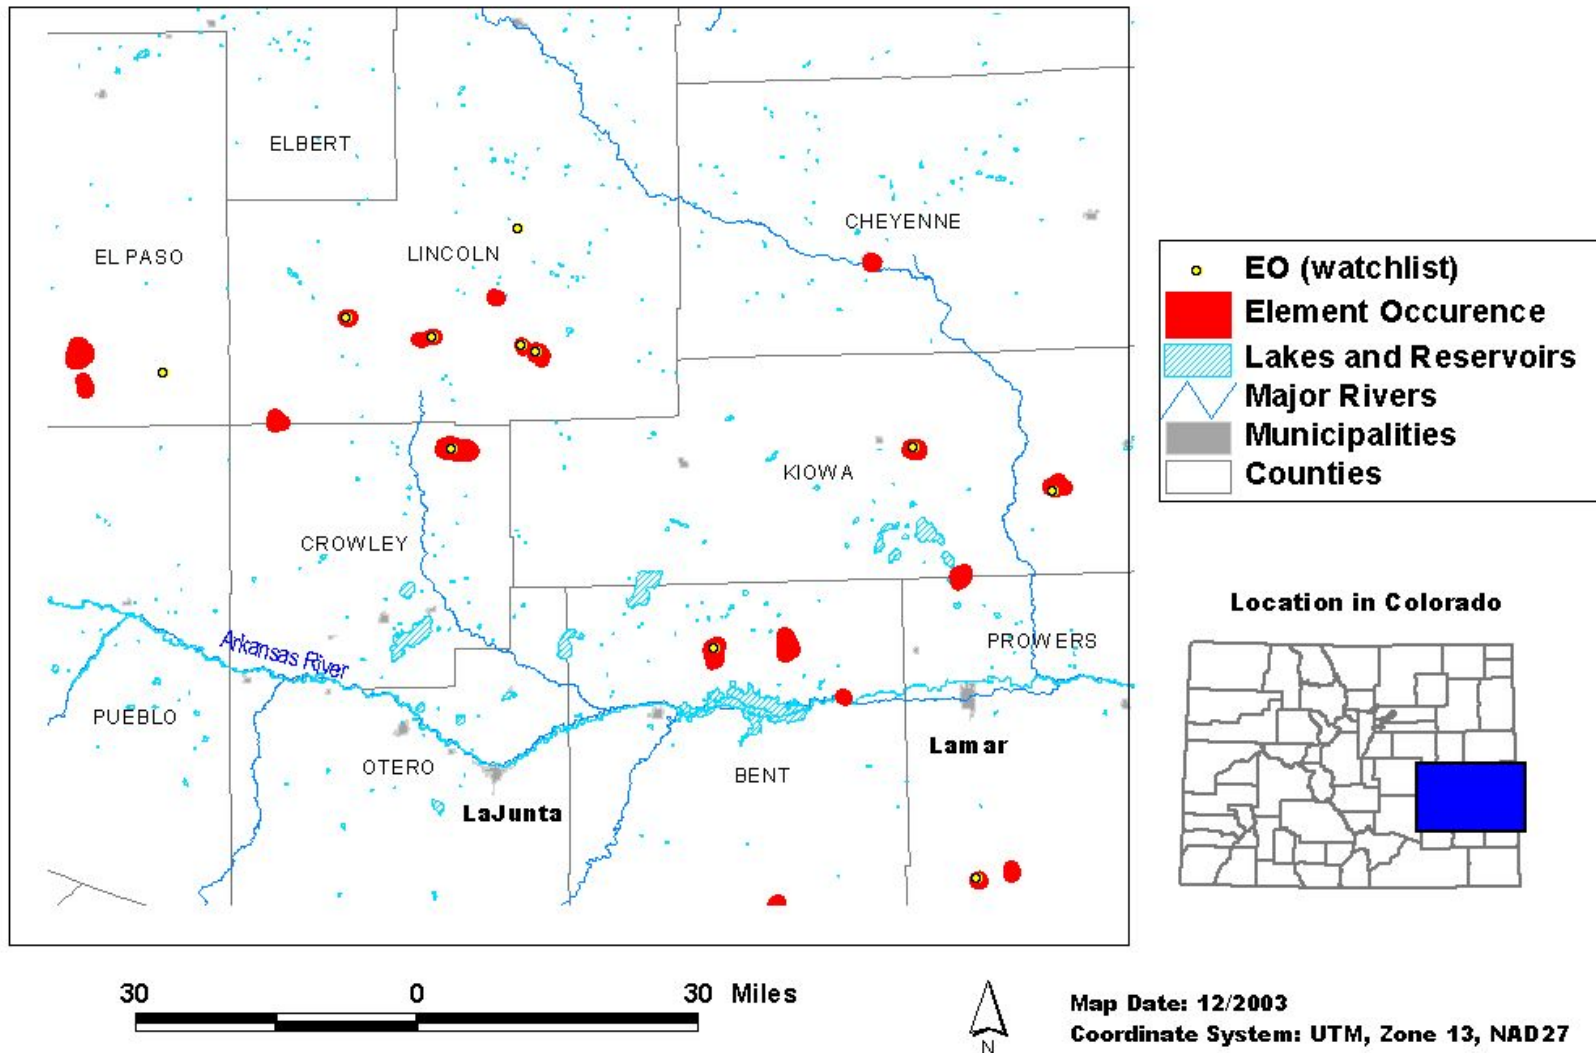 ELBERT
CHEYENNE
EL PASO
LINCOLN
KIOWA
CROWLEY
Arkansas River
PROWERS
PUEBLO
Lamar
OTERO
BENT
LaJunta
EO (watchlist)
Element Occurence
Lakes and Reservoirs
Major Rivers
Municipalities
Counties
Location in Colorado
30 0 30 Miles
N
Map Date: 12/2003
Coordinate System: UTM, Zone 13, NAD27